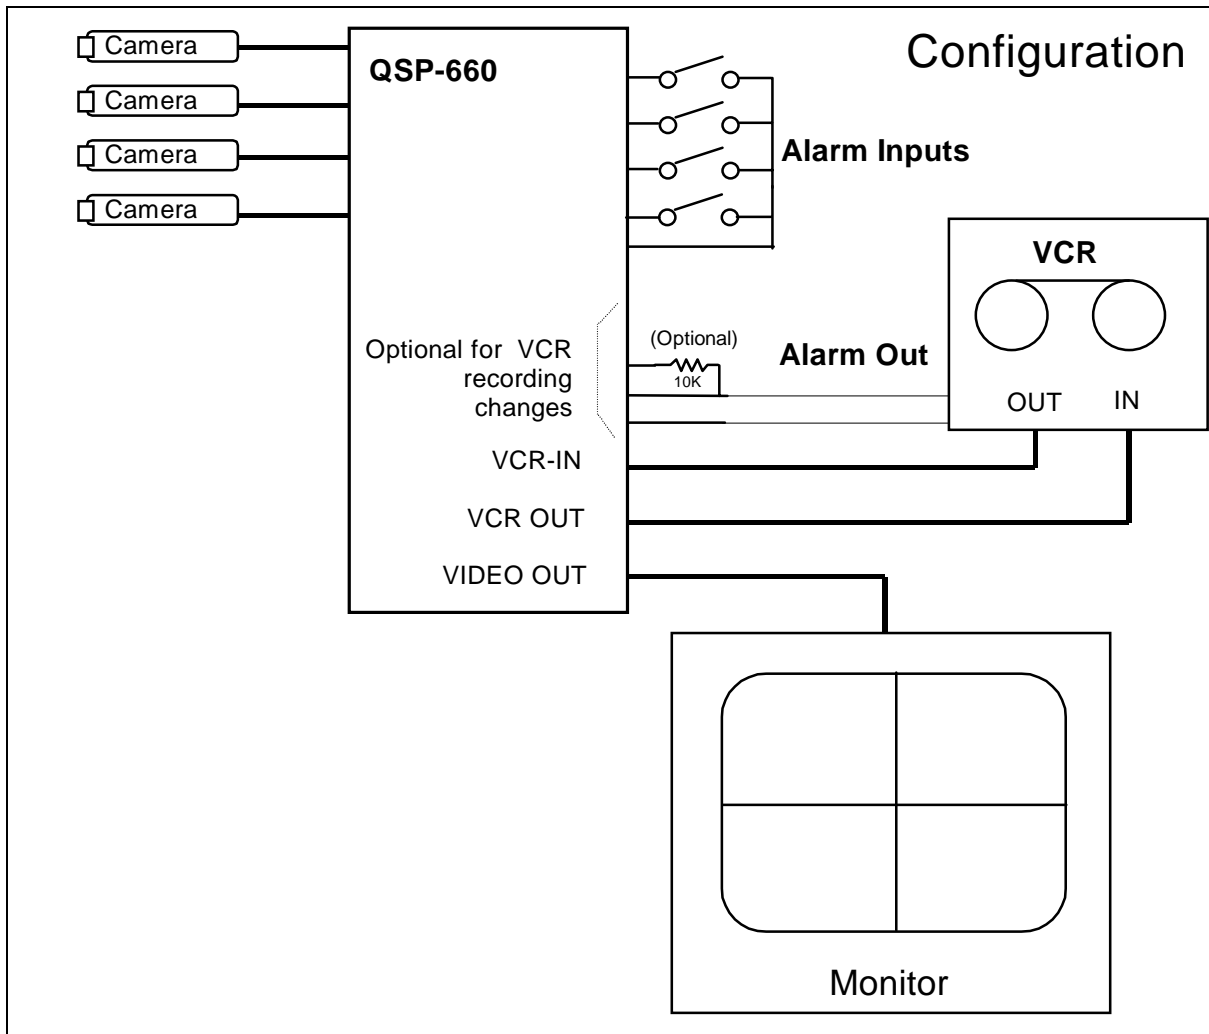 Configuration
Camera
Camera
Camera
Camera
QSP-660
Alarm Inputs
VCR
OUT IN
(Optional)
10K
Alarm Out
Optional for VCR
recording
changes
VCR-IN
VCR OUT
VIDEO OUT
Monitor